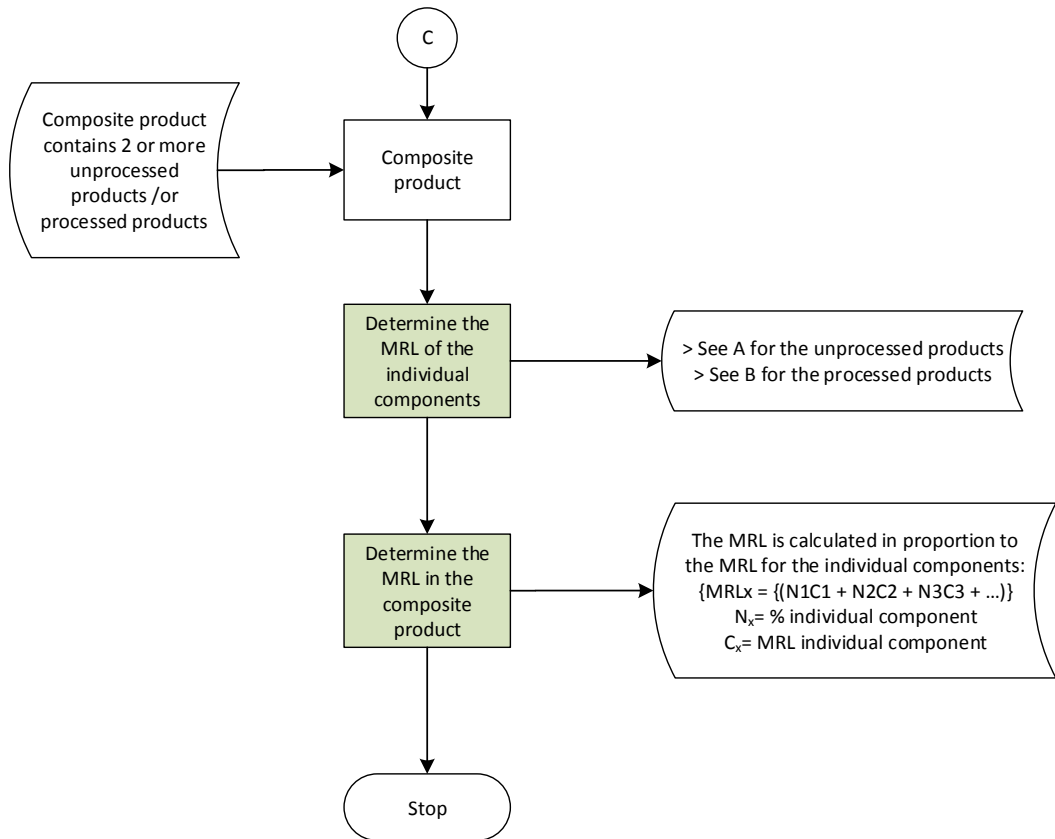 C
Composite product
contains 2 or more
unprocessed
products /or
processed products
Composite
product
Determine the
MRL of the
individual
components
> See A for the unprocessed products
> See B for the processed products
Determine the
MRL in the
composite
product
The MRL is calculated in proportion to
the MRL for the individual components:
{MRLx = {(N1C1 + N2C2 + N3C3 + ...)}
Nₓ= % individual component
Cₓ= MRL individual component
Stop